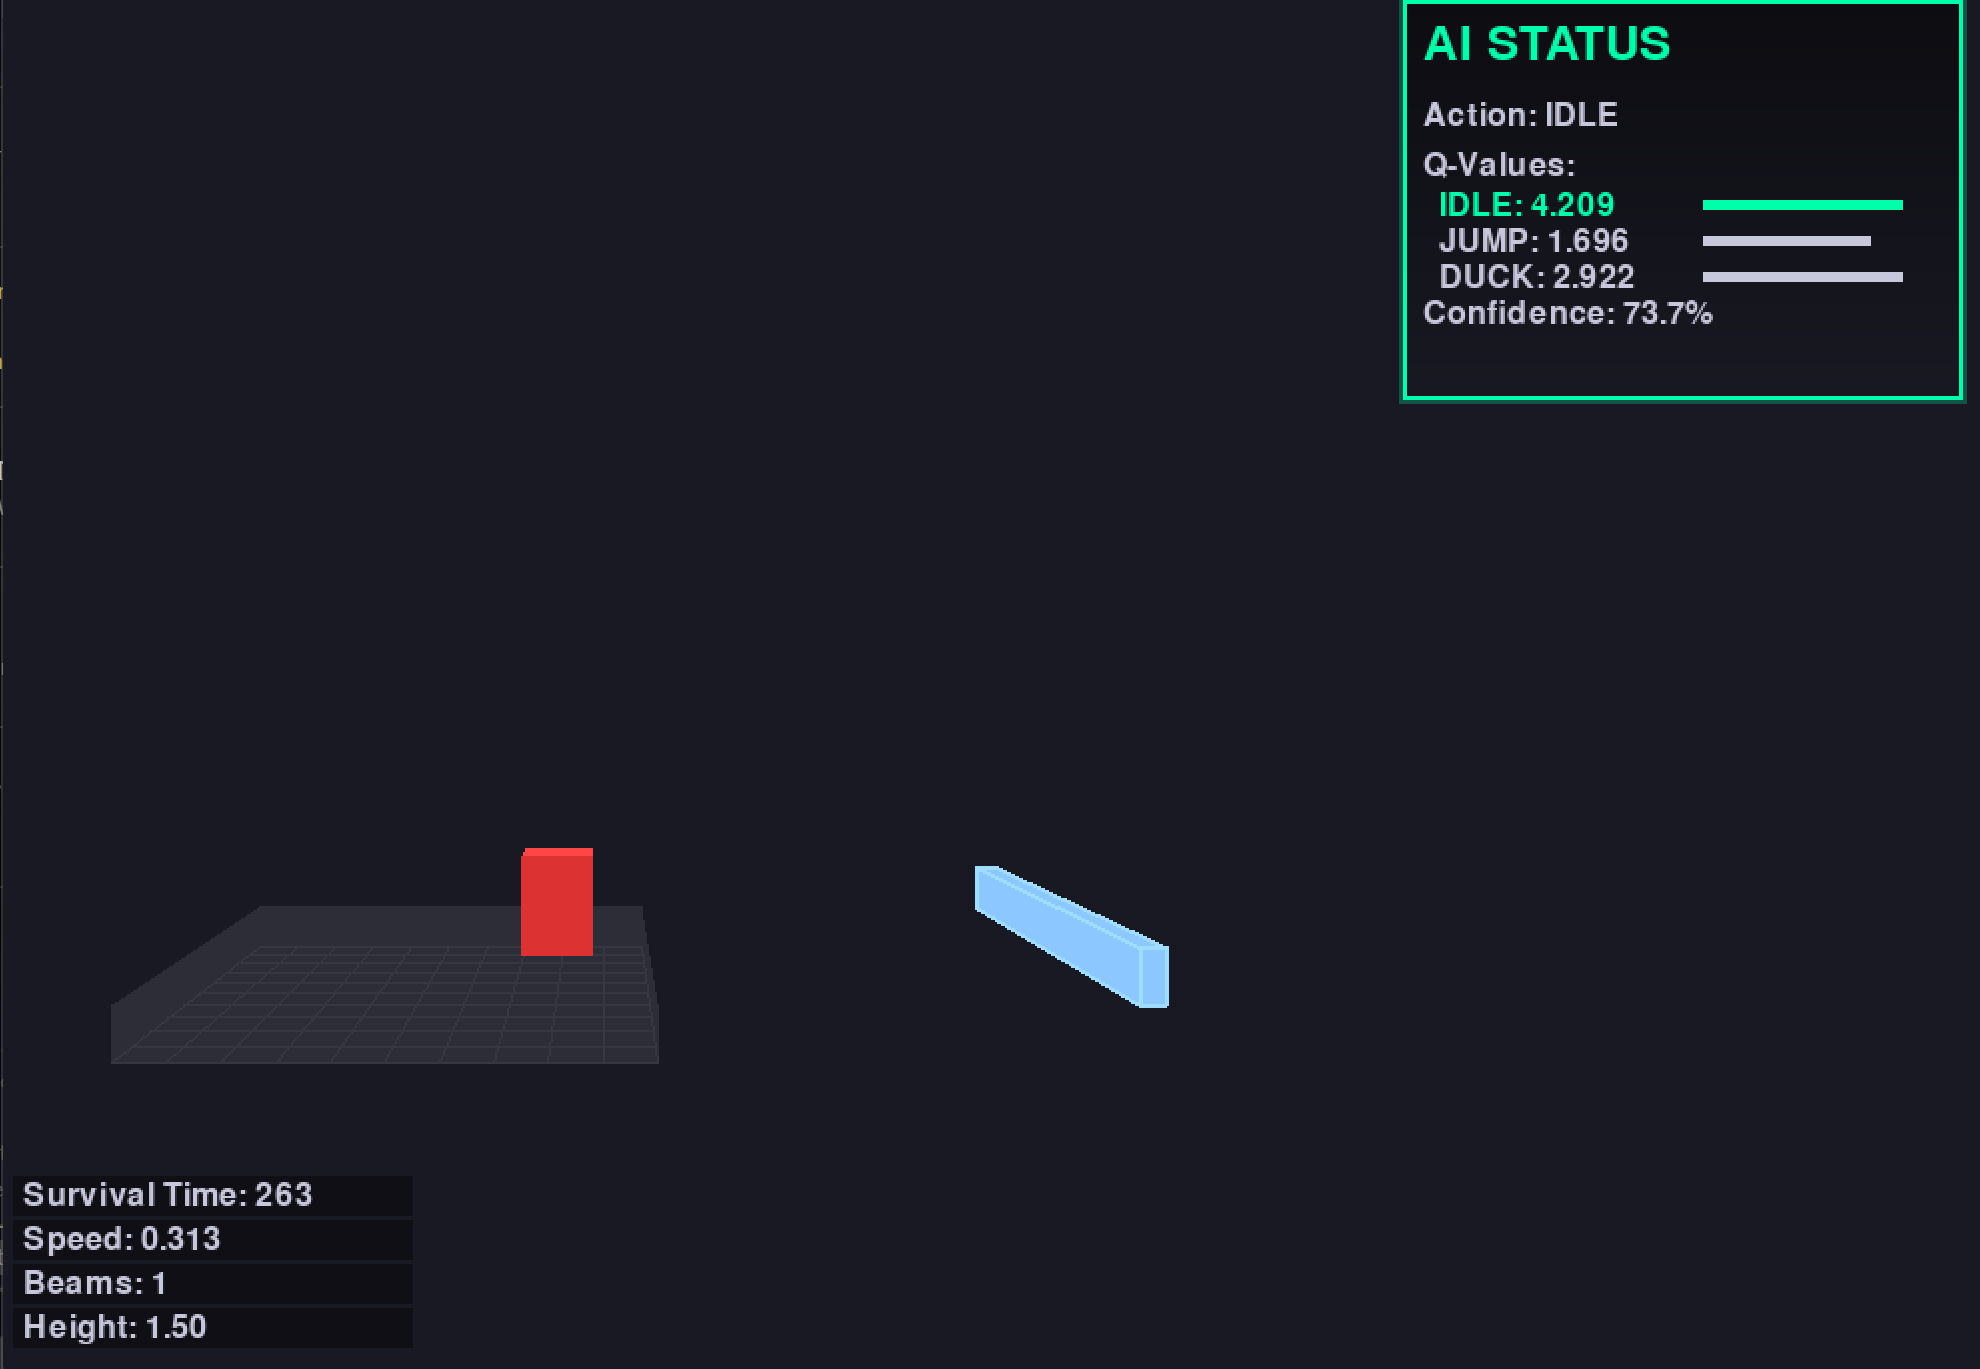 AI STATUS
Action: IDLE
Q-Values:
IDLE: 4.209
JUMP: 1.696
DUCK: 2.922
Confidence: 73.7%
Survival Time: 263
Speed: 0.313
Beams: 1
Height: 1.50